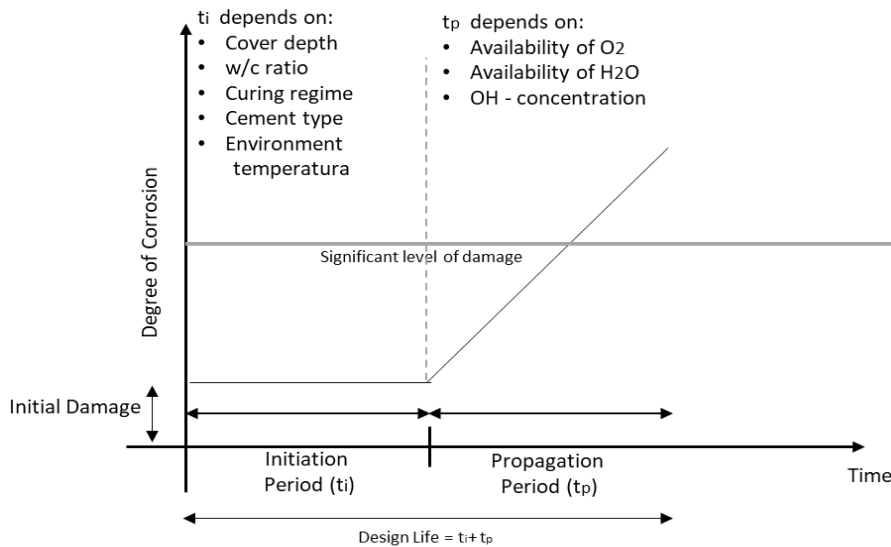 ti depends on:
• Cover depth
• w/c ratio
• Curing regime
• Cement type
• Environment
temperatura
tp depends on:
• Availability of O2
• Availability of H2O
• OH - concentration
Degree of Corrosion
Significant level of damage
Initial Damage
Initiation
Period (ti)
Propagation
Period (tp)
Time
Design Life = ti+tp